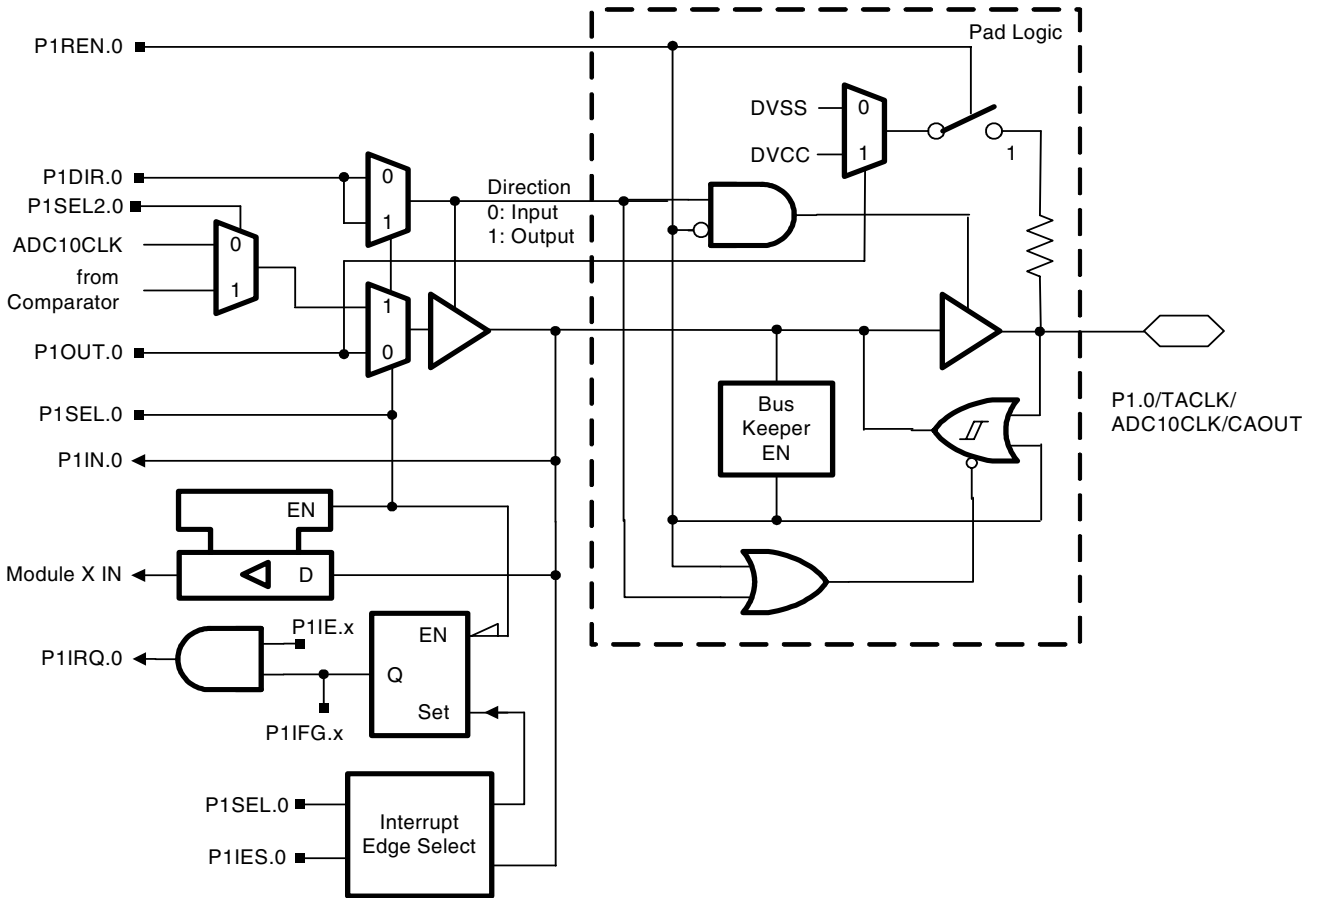 P1REN.0
Pad Logic
DVSS
0
DVCC
1
1
P1DIR.0
0
1
P1SEL2.0
Direction
0: Input
1: Output
ADC10CLK
0
from
Comparator
1
1
0
P1OUT.0
P1SEL.0
Bus
Keeper
EN
P1.0/TACLK/
ADC10CLK/CAOUT
P1IN.0
EN
Module X IN
D
P1IE.x
EN
P1IRQ.0
Q
Set
P1IFG.x
P1SEL.0
Interrupt
Edge Select
P1IES.0